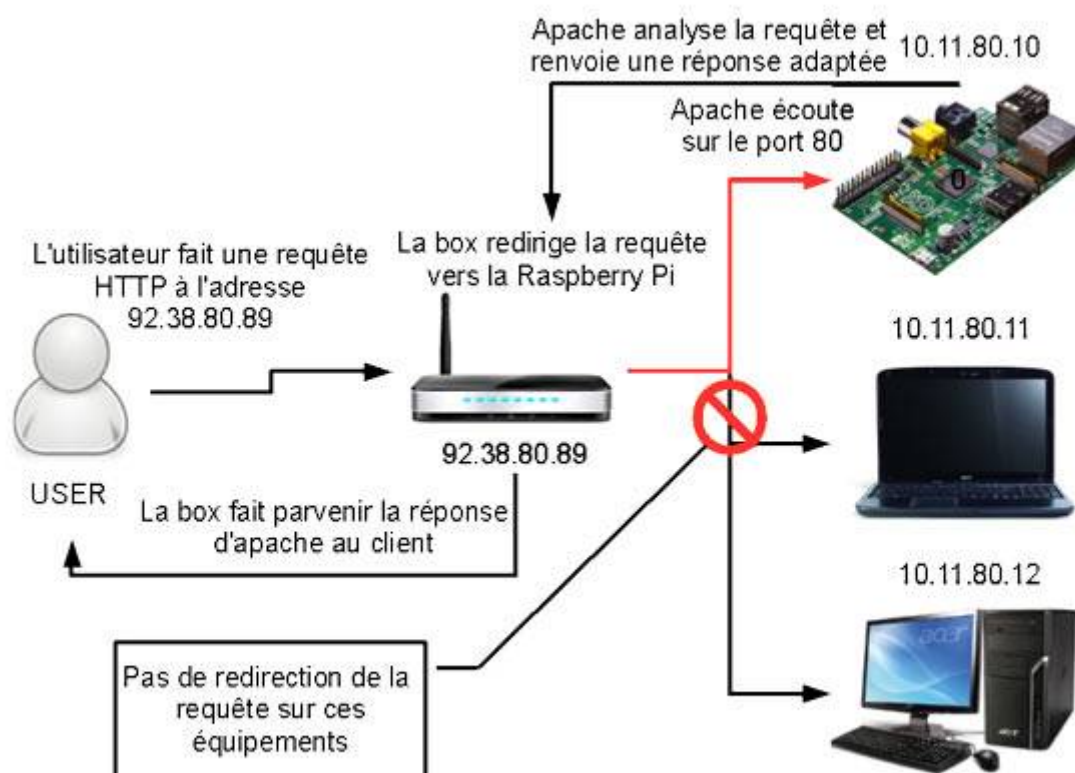 Apache analyse la requête et
renvoie une réponse adaptée
10.11.80.10
Apache écoute
sur le port 80
L'utilisateur fait une requête
HTTP à l'adresse
92.38.80.89
La box redirige la requête
vers la Raspberry Pi
10.11.80.11
92.38.80.89
USER
La box fait parvenir la réponse
d'apache au client
10.11.80.12
Pas de redirection de la
requête sur ces
équipements
0
acer